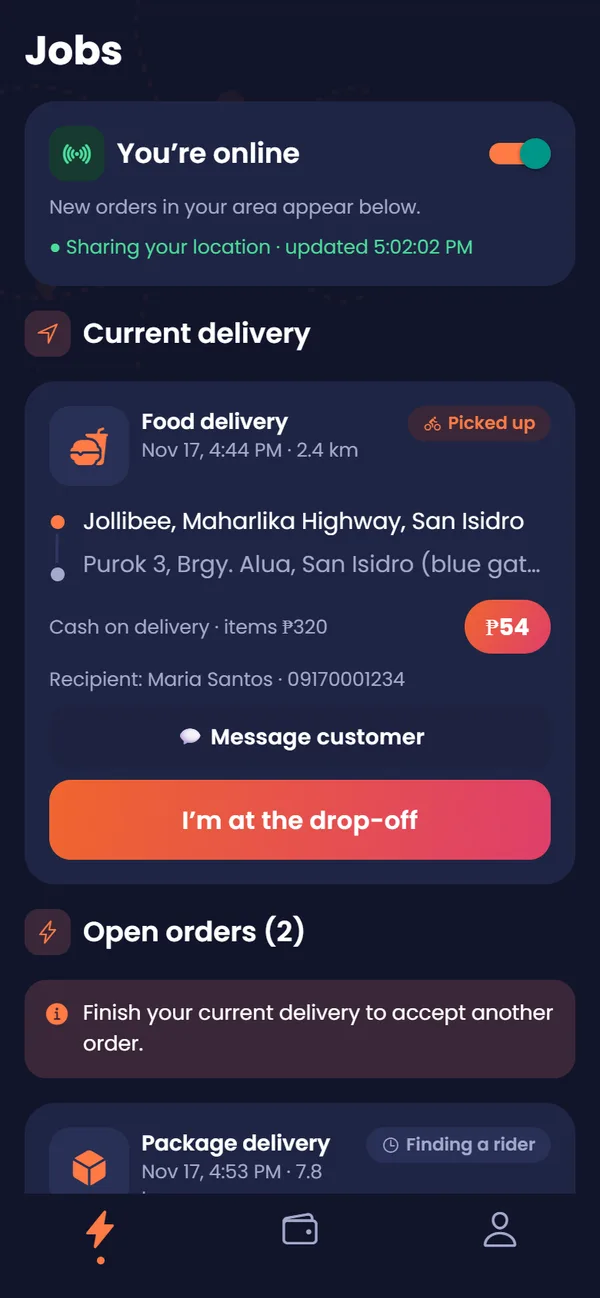 Jobs
You’re online
New orders in your area appear below.
● Sharing your location · updated 5:02:02 PM
Current delivery
Food delivery
Picked up
Nov 17, 4:44 PM · 2.4 km
Jollibee, Maharlika Highway, San Isidro
Purok 3, Brgy. Alua, San Isidro (blue gat...
Cash on delivery · items ₱320
₱54
Recipient: Maria Santos · 09170001234
💬 Message customer
I’m at the drop-off
Open orders (2)
Finish your current delivery to accept another
order.
Package delivery
Finding a rider
Nov 17, 4:53 PM · 7.8